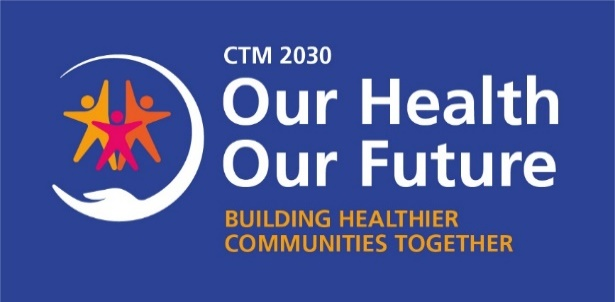 CTM 2030
Our Health
Our Future
BUILDING HEALTHIER
COMMUNITIES TOGETHER